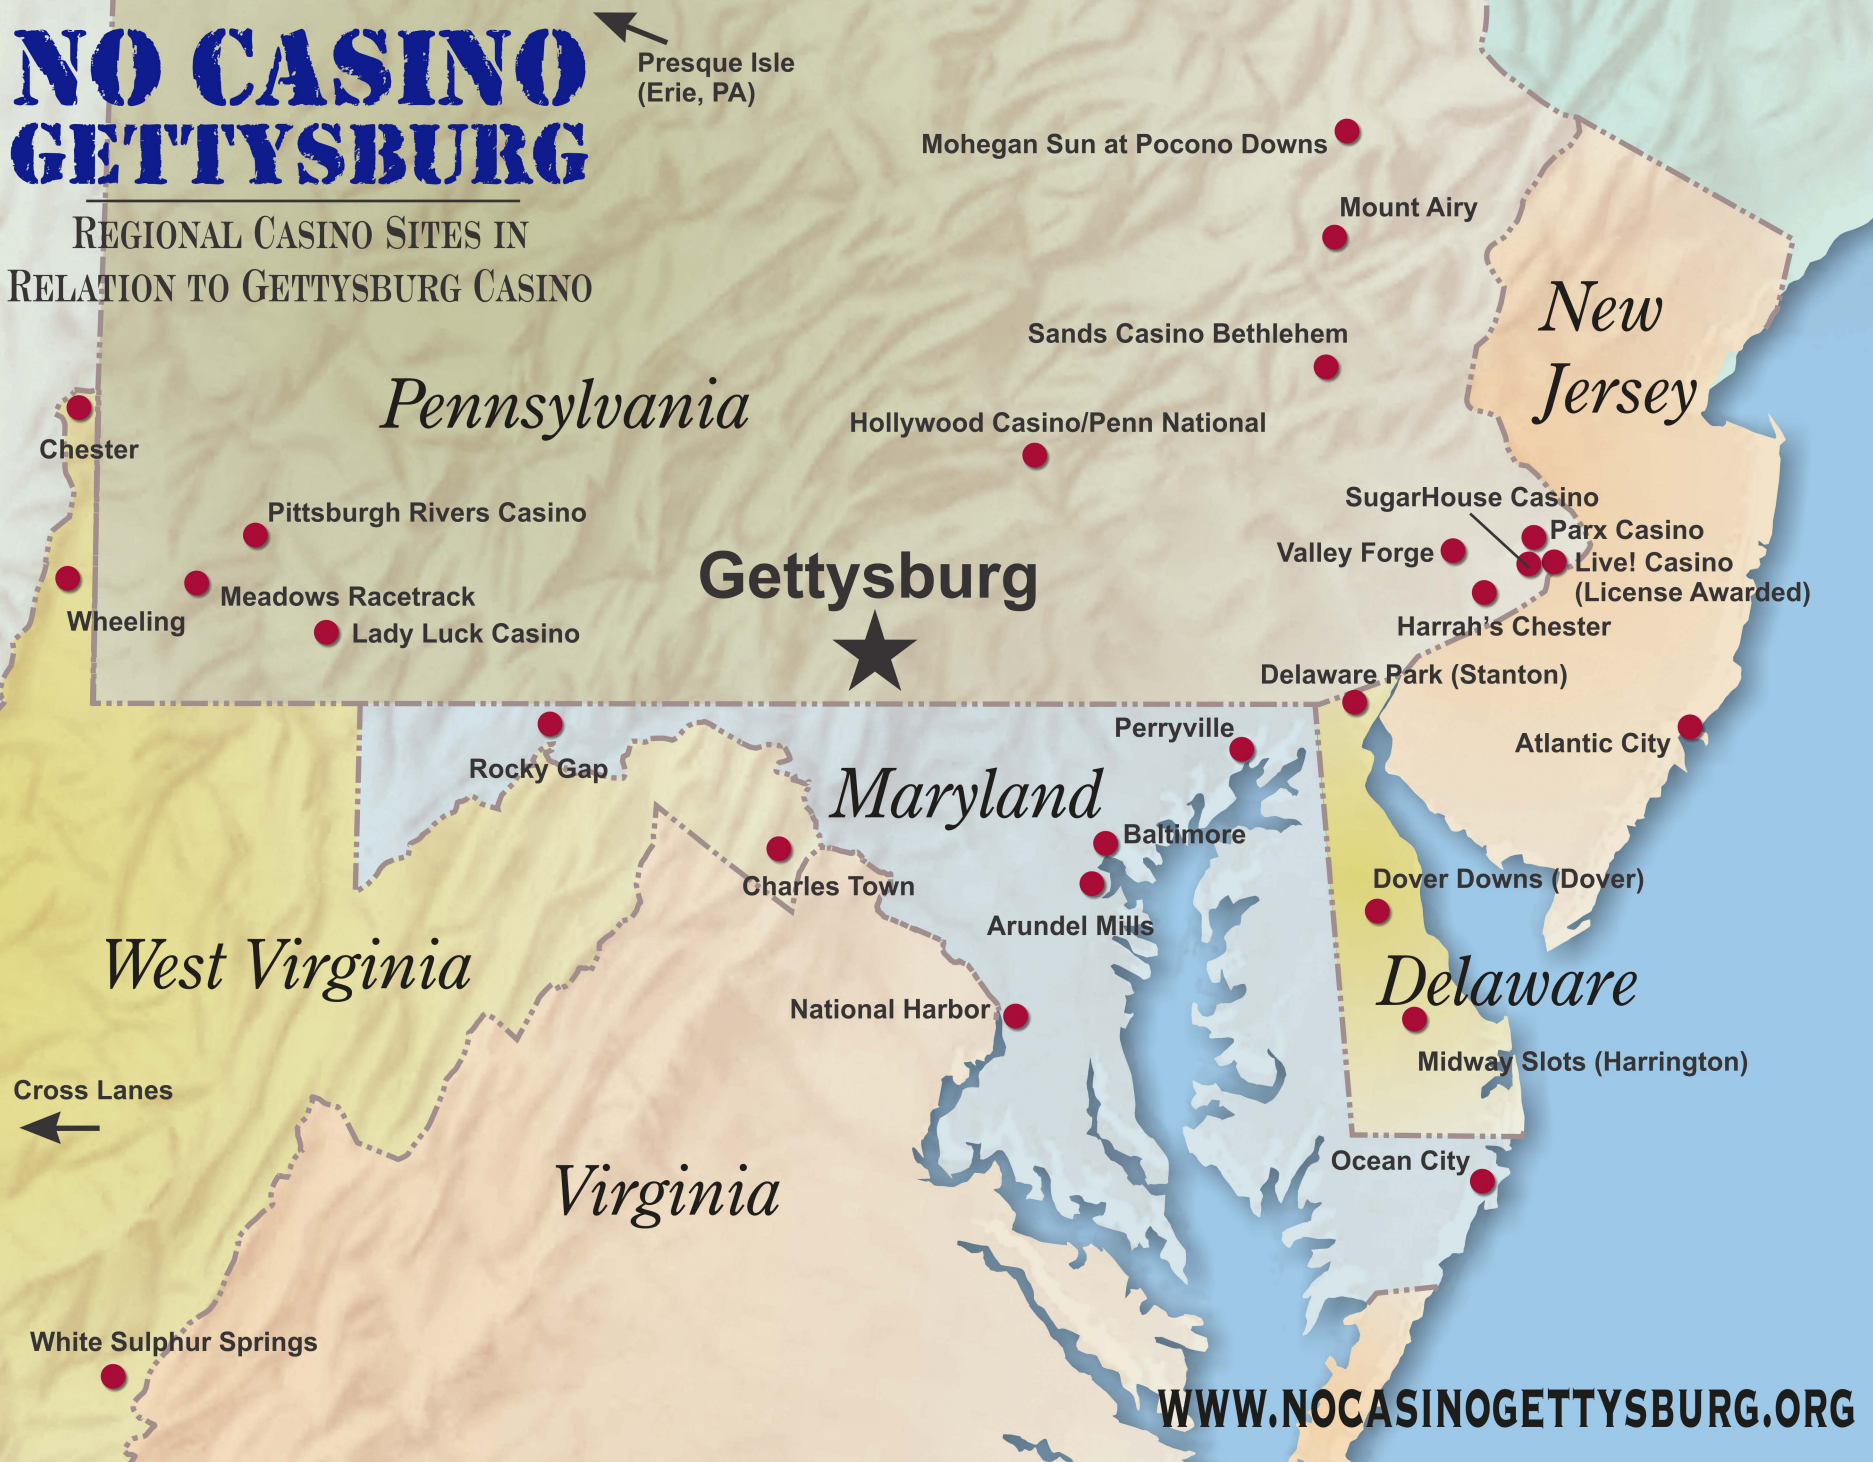 NO CASINO
GETTYSBURG
REGIONAL CASINO SITES IN
RELATION TO GETTYSBURG CASINO
Presque Isle
(Erie, PA)
Mohegan Sun at Pocono Downs
Mount Airy
New
Jersey
Sands Casino Bethlehem
Pennsylvania
Hollywood Casino/Penn National
Chester
Pittsburgh Rivers Casino
SugarHouse Casino
Parx Casino
Valley Forge
Live! Casino
(License Awarded)
Gettysburg
Meadows Racetrack
Wheeling
Lady Luck Casino
Harrah's Chester
Delaware Park (Stanton)
Perryville
Atlantic City
Rocky Gap
Maryland
Baltimore
Charles Town
Dover Downs (Dover)
Arundel Mills
West Virginia
Delaware
National Harbor
Midway Slots (Harrington)
Cross Lanes
Ocean City
Virginia
White Sulphur Springs
WWW.NOCASINOGETTYSBURG.ORG